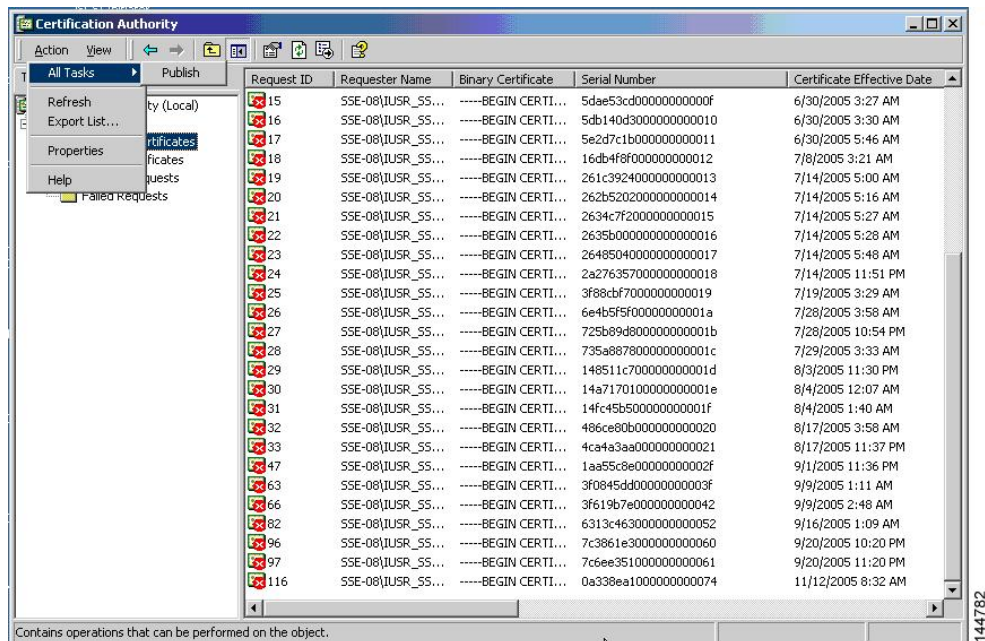 Certification Authority
Action View
All Tasks Publish
Refresh
Export List...
Properties
Help
ty (Local)
rtificates
ficates
quests
Failed Requests
Request ID Requester Name Binary Certificate Serial Number Certificate Effective Date
15 SSE-08\IUSR_SS... -----BEGIN CERTI... 5dae53cd00000000000f 6/30/2005 3:27 AM
16 SSE-08\IUSR_SS... -----BEGIN CERTI... 5db140d3000000000010 6/30/2005 3:30 AM
17 SSE-08\IUSR_SS... -----BEGIN CERTI... 5e2d7c1b000000000011 6/30/2005 5:46 AM
18 SSE-08\IUSR_SS... -----BEGIN CERTI... 16db4f8f000000000012 7/8/2005 3:21 AM
19 SSE-08\IUSR_SS... -----BEGIN CERTI... 261c3924000000000013 7/14/2005 5:00 AM
20 SSE-08\IUSR_SS... -----BEGIN CERTI... 262b5202000000000014 7/14/2005 5:16 AM
21 SSE-08\IUSR_SS... -----BEGIN CERTI... 2634c7f2000000000015 7/14/2005 5:27 AM
22 SSE-08\IUSR_SS... -----BEGIN CERTI... 2635b000000000000016 7/14/2005 5:28 AM
23 SSE-08\IUSR_SS... -----BEGIN CERTI... 26485040000000000017 7/14/2005 5:48 AM
24 SSE-08\IUSR_SS... -----BEGIN CERTI... 2a276357000000000018 7/14/2005 11:51 PM
25 SSE-08\IUSR_SS... -----BEGIN CERTI... 3f88cbf7000000000019 7/19/2005 3:29 AM
26 SSE-08\IUSR_SS... -----BEGIN CERTI... 6e4b5f5f00000000001a 7/28/2005 3:58 AM
27 SSE-08\IUSR_SS... -----BEGIN CERTI... 725b89d800000000001b 7/28/2005 10:54 PM
28 SSE-08\IUSR_SS... -----BEGIN CERTI... 735a887800000000001c 7/29/2005 3:33 AM
29 SSE-08\IUSR_SS... -----BEGIN CERTI... 148511c700000000001d 8/3/2005 11:30 PM
30 SSE-08\IUSR_SS... -----BEGIN CERTI... 14a7170100000000001e 8/4/2005 12:07 AM
31 SSE-08\IUSR_SS... -----BEGIN CERTI... 14fc45b500000000001f 8/4/2005 1:40 AM
32 SSE-08\IUSR_SS... -----BEGIN CERTI... 486ce80b000000000020 8/17/2005 3:58 AM
33 SSE-08\IUSR_SS... -----BEGIN CERTI... 4ca4a3aa000000000021 8/17/2005 11:37 PM
47 SSE-08\IUSR_SS... -----BEGIN CERTI... 1aa55c8e00000000002f 9/1/2005 11:36 PM
63 SSE-08\IUSR_SS... -----BEGIN CERTI... 3f0845dd00000000003f 9/9/2005 1:11 AM
66 SSE-08\IUSR_SS... -----BEGIN CERTI... 3f619b7e000000000042 9/9/2005 2:48 AM
82 SSE-08\IUSR_SS... -----BEGIN CERTI... 6313c463000000000052 9/16/2005 1:09 AM
96 SSE-08\IUSR_SS... -----BEGIN CERTI... 7c3861e3000000000060 9/20/2005 10:20 PM
97 SSE-08\IUSR_SS... -----BEGIN CERTI... 7c6ee351000000000061 9/20/2005 11:20 PM
116 SSE-08\IUSR_SS... -----BEGIN CERTI... 0a338ea1000000000074 11/12/2005 8:32 AM
Contains operations that can be performed on the object.
144782